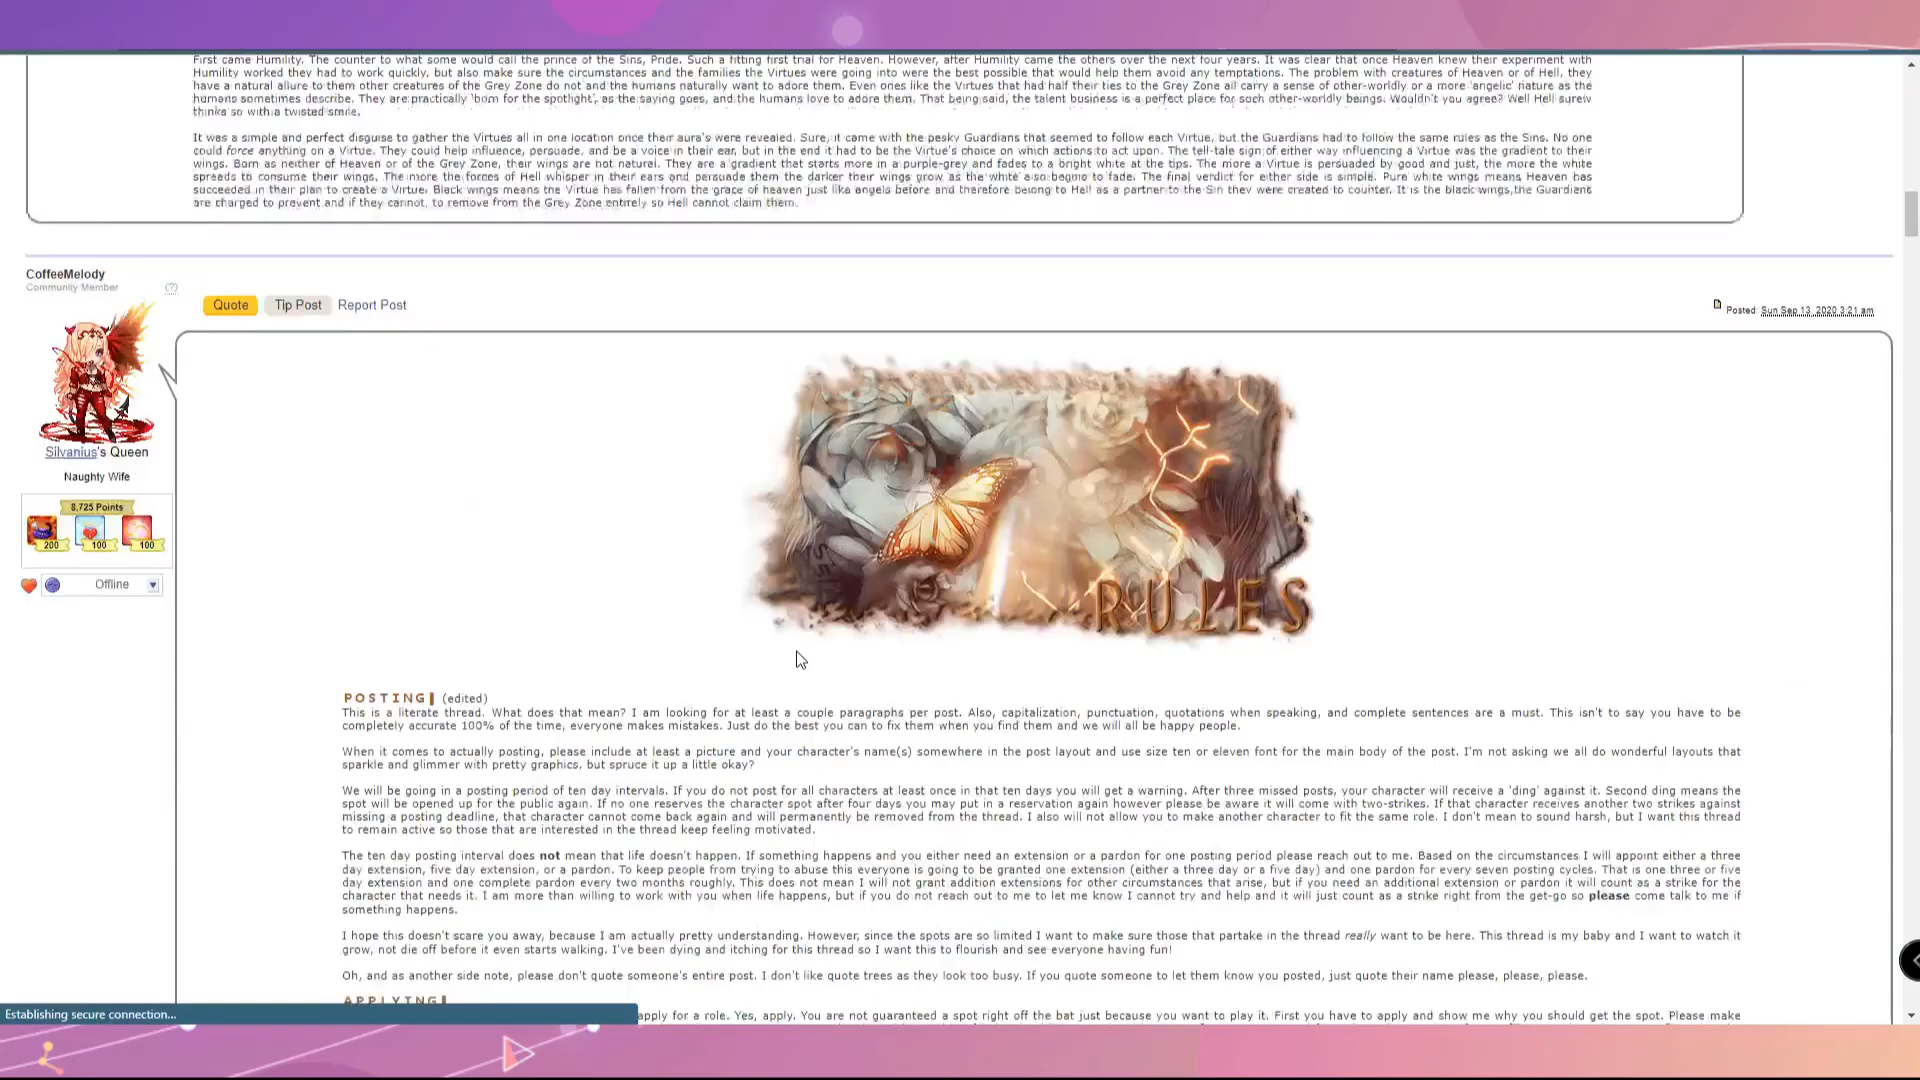 First came Humility. The counter to what some would call the prince of the Sins, Pride. Such a fitting first trial for Heaven. However, after Humility came the others over the next four years. It was clear that once Heaven knew their experiment with
Humility worked they had to work quickly, but also make sure the circumstances and the families the Virtues were going into were the best possible that would help them avoid any temptations. The problem with creatures of Heaven or of Hell, they
have a natural allure to them other creatures of the Grey Zone do not and the humans naturally want to adore them. Even ones like the Virtues that had half their ties to the Grey Zone all carry a sense of other-worldly or a more 'angelic' nature as the
humans sometimes describe. They are practically 'born for the spotlight', as the saying goes, and the humans love to adore them. That being said, the talent business is a perfect place for such other-worldly beings. Wouldn't you agree? Well Hell surely
thinks so with a twisted smile.
It was a simple and perfect disguise to gather the Virtues all in one location once their aura's were revealed. Sure, it came with the pesky Guardians that seemed to follow each Virtue, but the Guardians had to follow the same rules as the Sins. No one
could force anything on a Virtue. They could help influence, persuade, and be a voice in their ear, but in the end it had to be the Virtue's choice on which actions to act upon. The tell-tale sign of either way influencing a Virtue was the gradient to their
wings. Born as neither of Heaven or of the Grey Zone, their wings are not natural. They are a gradient that starts more in a purple-grey and fades to a bright white at the tips. The more a Virtue is persuaded by good and just, the more the white
spreads to consume their wings. The more the forces of Hell whisper in their ears and persuade them the darker their wings grow as the white also begins to fade. The final verdict for either side is simple. Pure white wings means Heaven has
succeeded in their plan to create a Virtue. Black wings means the Virtue has fallen from the grace of heaven just like angels before and therefore belong to Hell as a partner to the Sin they were created to counter. It is the black wings the Guardians
are charged to prevent and if they cannot, to remove from the Grey Zone entirely so Hell cannot claim them.
CoffeeMelody
Community Member
(?)
Quote Tip Post Report Post
Posted: Sun Sep 13, 2020 3:21 am
Silvanius's Queen
Naughty Wife
8,725 Points
200 100 100
Offline
RULES
POSTING (edited)
This is a literate thread. What does that mean? I am looking for at least a couple paragraphs per post. Also, capitalization, punctuation, quotations when speaking, and complete sentences are a must. This isn't to say you have to be
completely accurate 100% of the time, everyone makes mistakes. Just do the best you can to fix them when you find them and we will all be happy people.
When it comes to actually posting, please include at least a picture and your character's name(s) somewhere in the post layout and use size ten or eleven font for the main body of the post. I'm not asking we all do wonderful layouts that
sparkle and glimmer with pretty graphics, but spruce it up a little okay?
We will be going in a posting period of ten day intervals. If you do not post for all characters at least once in that ten days you will get a warning. After three missed posts, your character will receive a 'ding' against it. Second ding means the
spot will be opened up for the public again. If no one reserves the character spot after four days you may put in a reservation again however please be aware it will come with two-strikes. If that character receives another two strikes against
missing a posting deadline, that character cannot come back again and will permanently be removed from the thread. I also will not allow you to make another character to fit the same role. I don't mean to sound harsh, but I want this thread
to remain active so those that are interested in the thread keep feeling motivated.
The ten day posting interval does not mean that life doesn't happen. If something happens and you either need an extension or a pardon for one posting period please reach out to me. Based on the circumstances I will appoint either a three
day extension, five day extension, or a pardon. To keep people from trying to abuse this everyone is going to be granted one extension (either a three day or a five day) and one pardon for every seven posting cycles. That is one three or five
day extension and one complete pardon every two months roughly. This does not mean I will not grant addition extensions for other circumstances that arise, but if you need an additional extension or pardon it will count as a strike for the
character that needs it. I am more than willing to work with you when life happens, but if you do not reach out to me to let me know I cannot try and help and it will just count as a strike right from the get-go so please come talk to me if
something happens.
I hope this doesn't scare you away, because I am actually pretty understanding. However, since the spots are so limited I want to make sure those that partake in the thread really want to be here. This thread is my baby and I want to watch it
grow, not die off before it even starts walking. I've been dying and itching for this thread so I want this to flourish and see everyone having fun!
Oh, and as another side note, please don't quote someone's entire post. I don't like quote trees as they look too busy. If you quote someone to let them know you posted, just quote their name please, please, please.
APPLYING
Establishing secure connection...
apply for a role. Yes, apply. You are not guaranteed a spot right off the bat just because you want to play it. First you have to apply and show me why you should get the spot. Please make